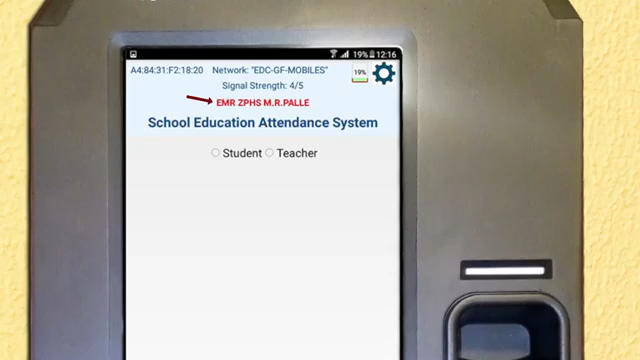 19% 12:16
A4:84:31:F2:18:20 Network: "EDC-GF-MOBILES" 19%
Signal Strength: 4/5
EMR ZPHS M.R.PALLE
School Education Attendance System
Student Teacher